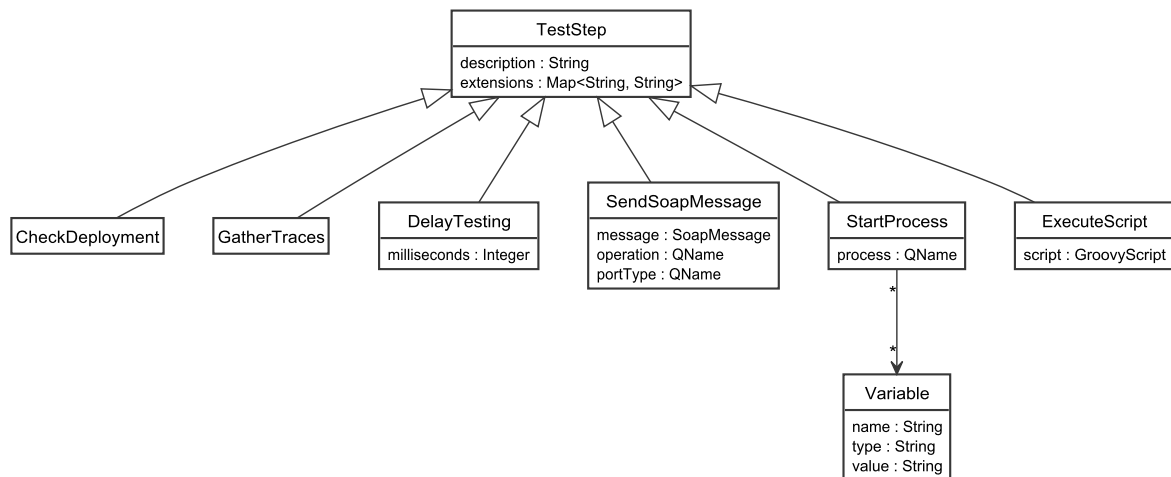 TestStep
description : String
extensions : Map<String, String>
CheckDeployment
GatherTraces
DelayTesting
milliseconds : Integer
SendSoapMessage
message : SoapMessage
operation : QName
portType : QName
StartProcess
process : QName
ExecuteScript
script : GroovyScript
*
*
Variable
name : String
type : String
value : String